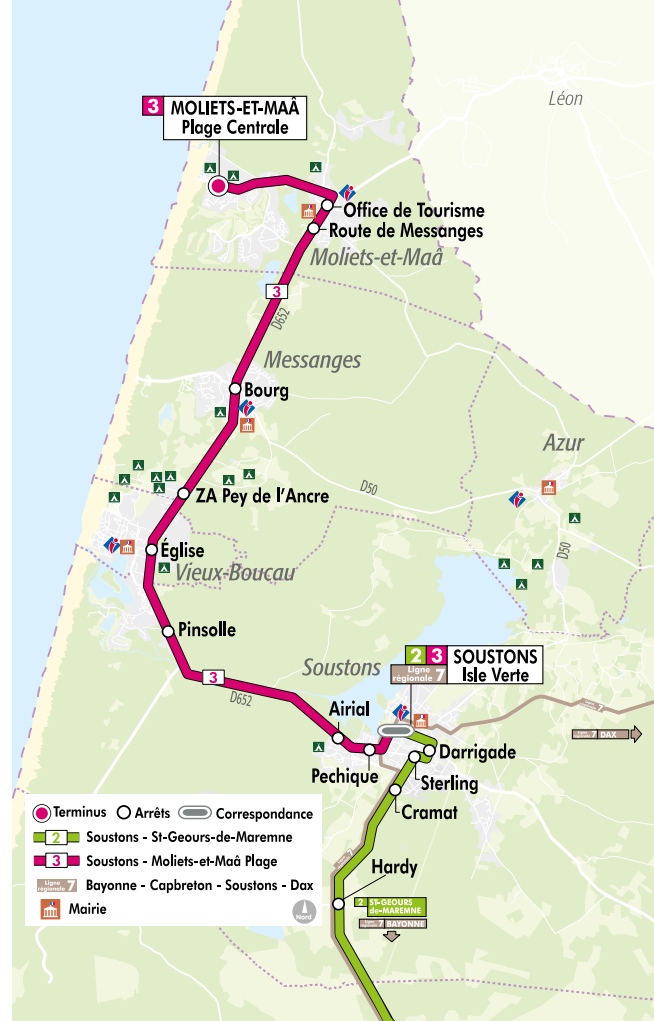 Léon
3 MOLIETS-ET-MAÂ
Plage Centrale
Office de Tourisme
Route de Messanges
Moliets-et-Maâ
3
D652
Messanges
Bourg
Azur
ZA Pey de l'Ancre
D50
D50
Église
Vieux-Boucau
Pinsolle
2 3 SOUSTONS
Ligne régionale 7 Isle Verte
Soustons
3
D652
Airial
Ligne régionale 7 DAX
Pechique
Darrigade
Sterling
Cramat
Terminus Arrêts Correspondance
2 Soustons - St-Geours-de-Maremne
3 Soustons - Moliets-et-Maâ Plage
Ligne régionale 7 Bayonne - Capbreton - Soustons - Dax
Mairie
Nord
Hardy
2 ST-GEOURS
de-MAREMNE
Ligne régionale 7 BAYONNE